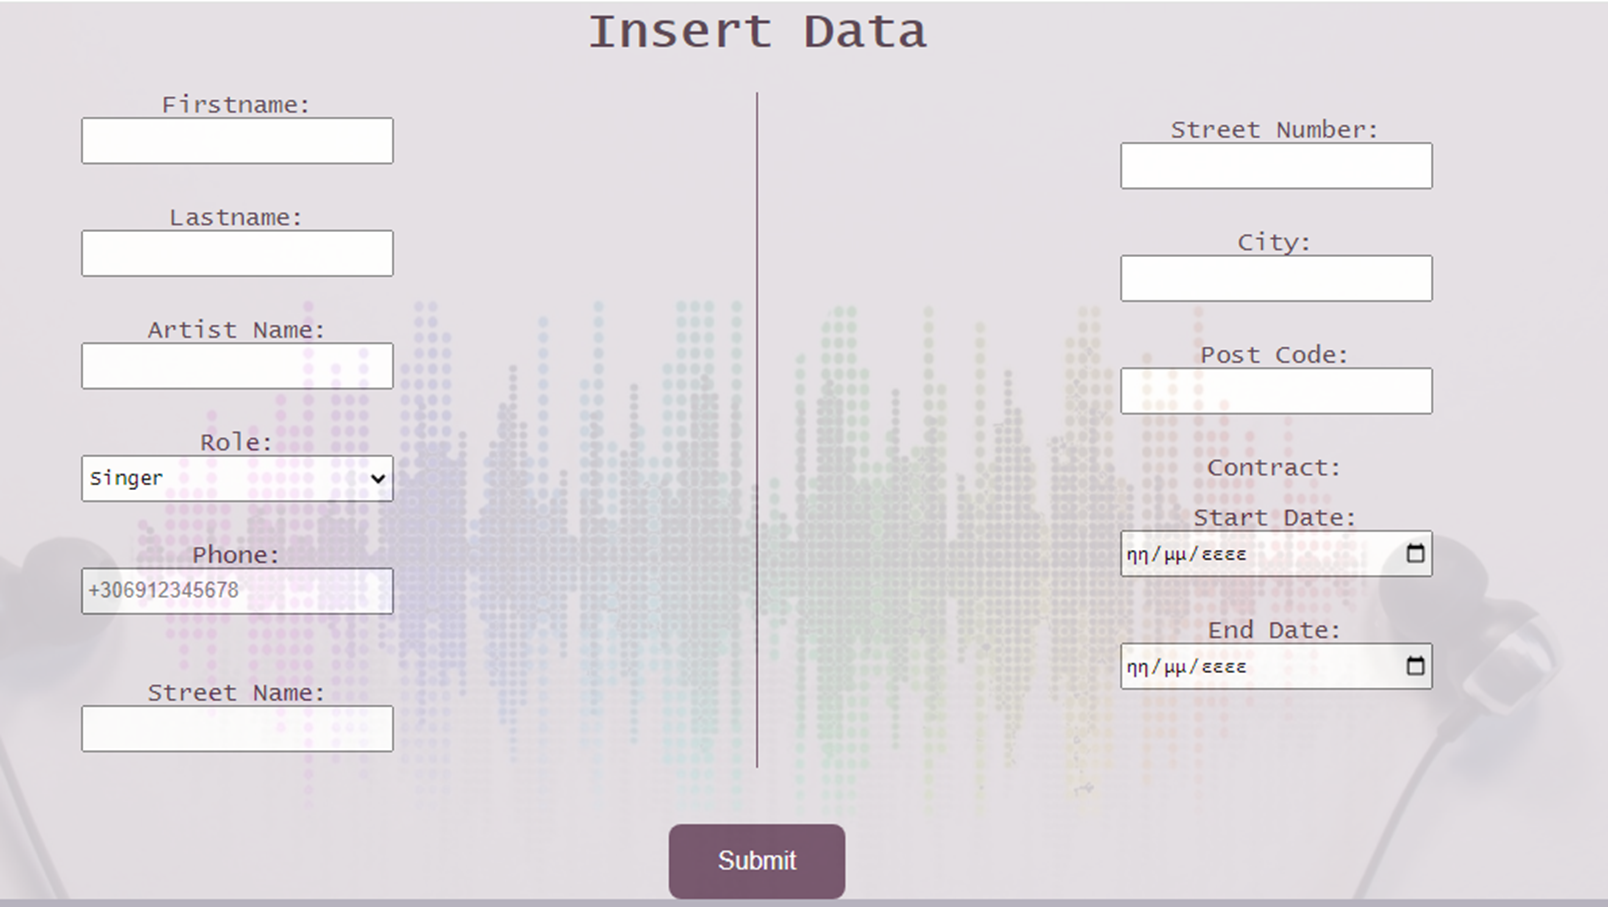 Insert Data
Firstname:
Lastname:
Artist Name:
Role:
Singer
Phone:
+306912345678
Street Name:
Street Number:
City:
Post Code:
Contract:
Start Date:
ηη/μμ/εεεε
End Date:
ηη/μμ/εεεε
Submit